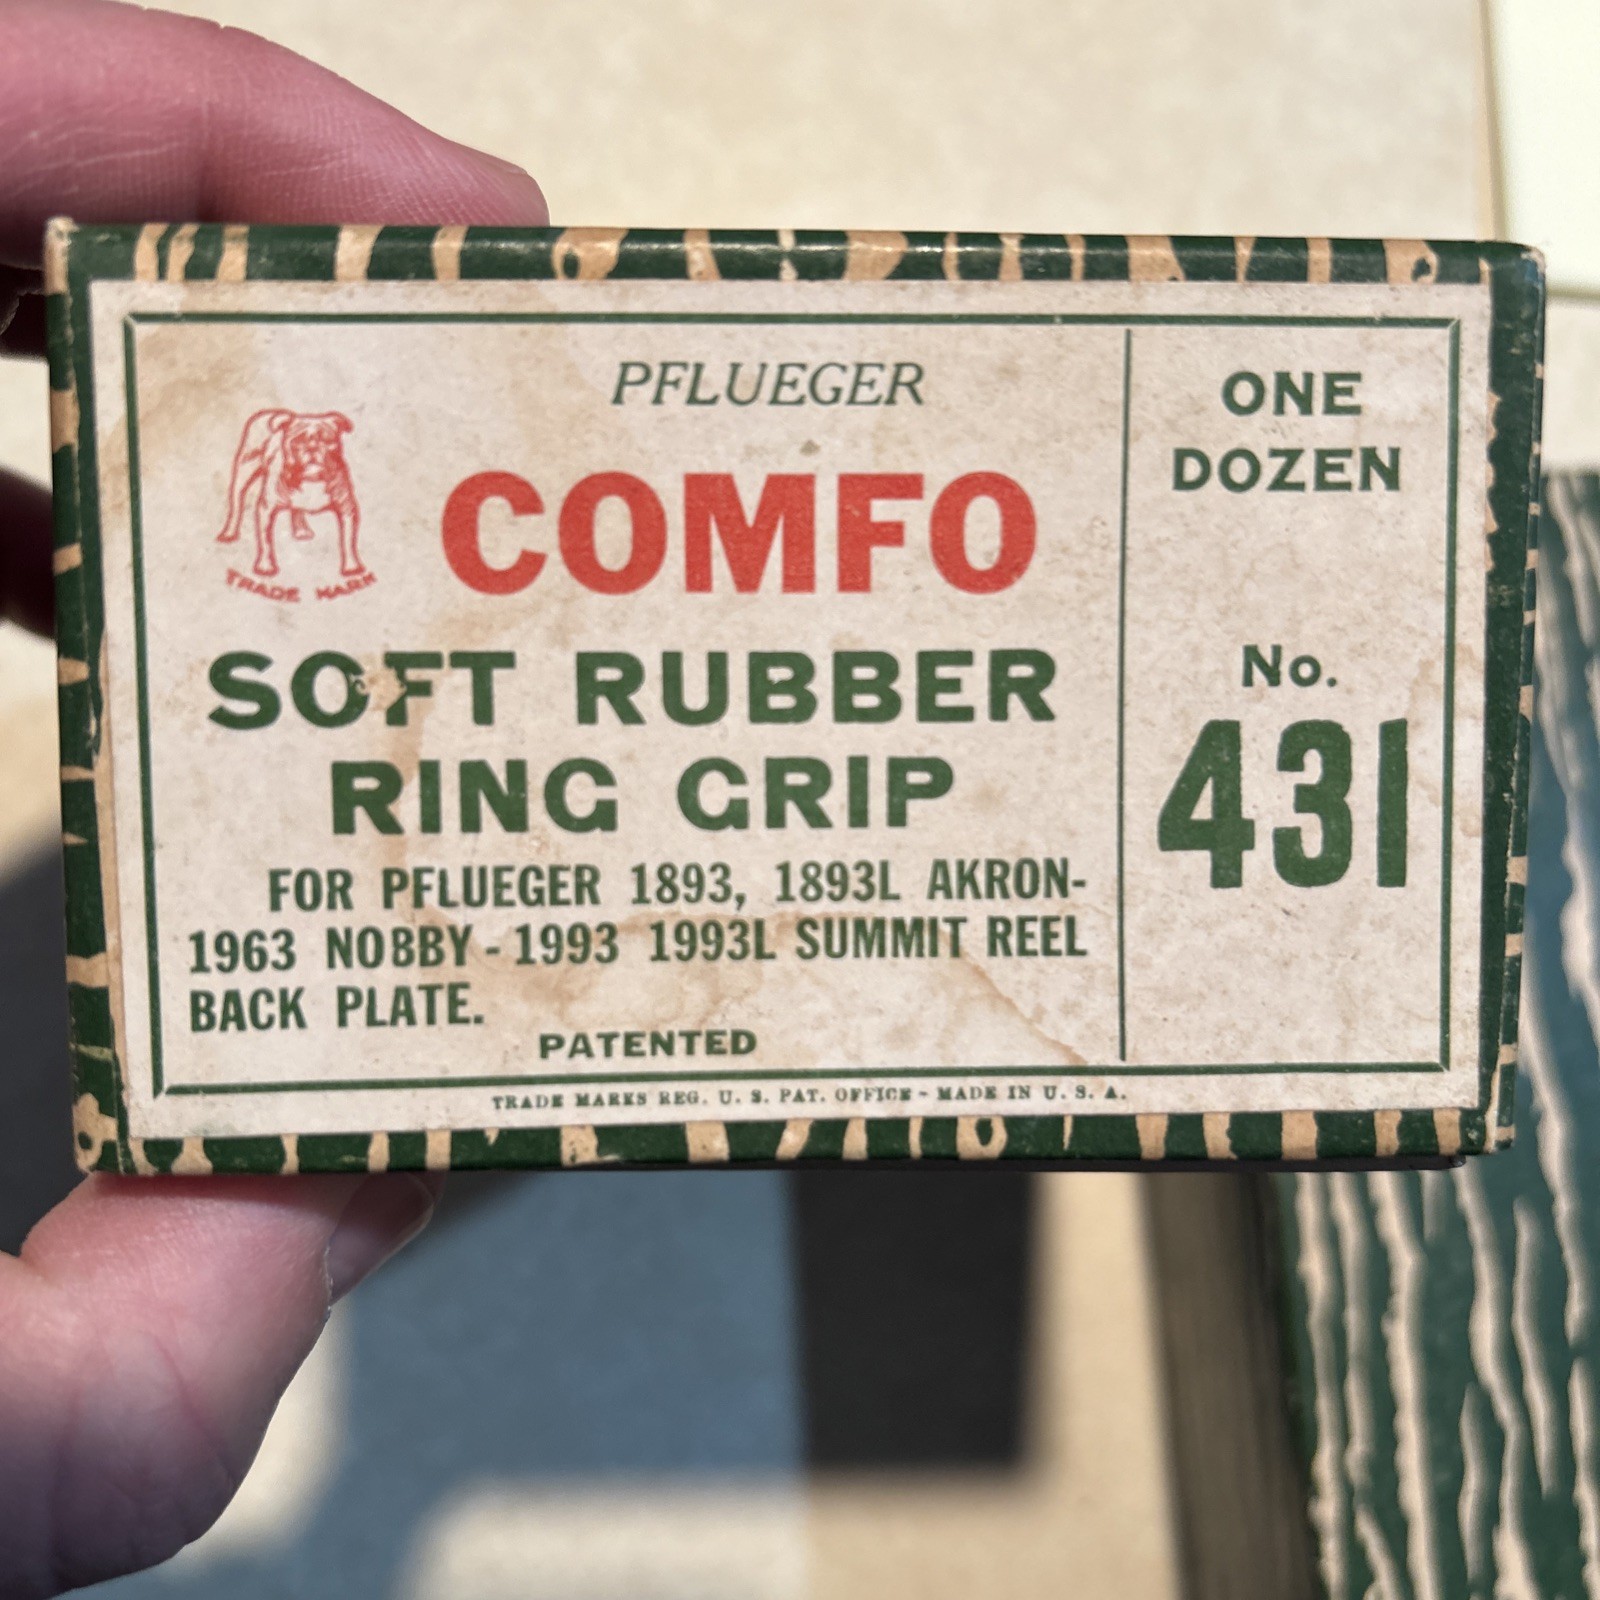 PFLUEGER
COMFO
TRADE MARK
SOFT RUBBER
RING GRIP
FOR PFLUEGER 1893, 1893L AKRON-
1963 NOBBY - 1993 1993L SUMMIT REEL
BACK PLATE.
PATENTED
ONE
DOZEN
No.
431
TRADE MARKS REG. U. S. PAT. OFFICE - MADE IN U. S. A.